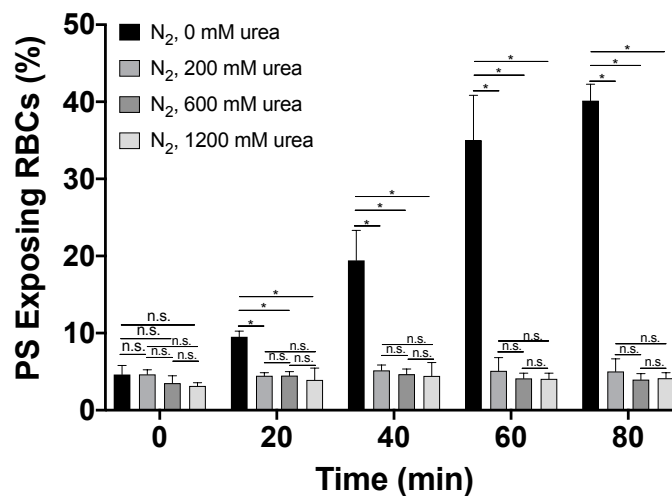 PS Exposing RBCs (%)
50
40
30
20
10
0
N₂, 0 mM urea
N₂, 200 mM urea
N₂, 600 mM urea
N₂, 1200 mM urea
n.s.
n.s.
n.s.
n.s.
n.s.
n.s.
*
*
*
n.s.
n.s.
n.s.
*
*
*
n.s.
n.s.
n.s.
*
*
*
n.s.
n.s.
n.s.
*
*
*
n.s.
n.s.
n.s.
0 20 40 60 80
Time (min)